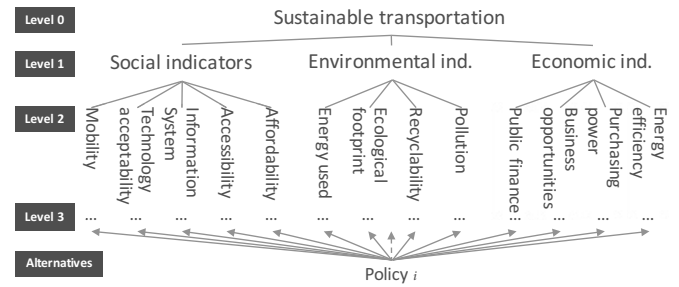 Level 0
Sustainable transportation
Level 1
Social indicators
Environmental ind.
Economic ind.
Level 2
Mobility
Technology
acceptability
Information
System
Accessibility
Affordability
Energy used
Ecological
footprint
Recyclability
Pollution
Public finance
Business
opportunities
Purchasing
power
Energy
efficiency
Level 3
... ... ... ... ... ... ... ... ... ... ... ... ...
Alternatives
Policy i